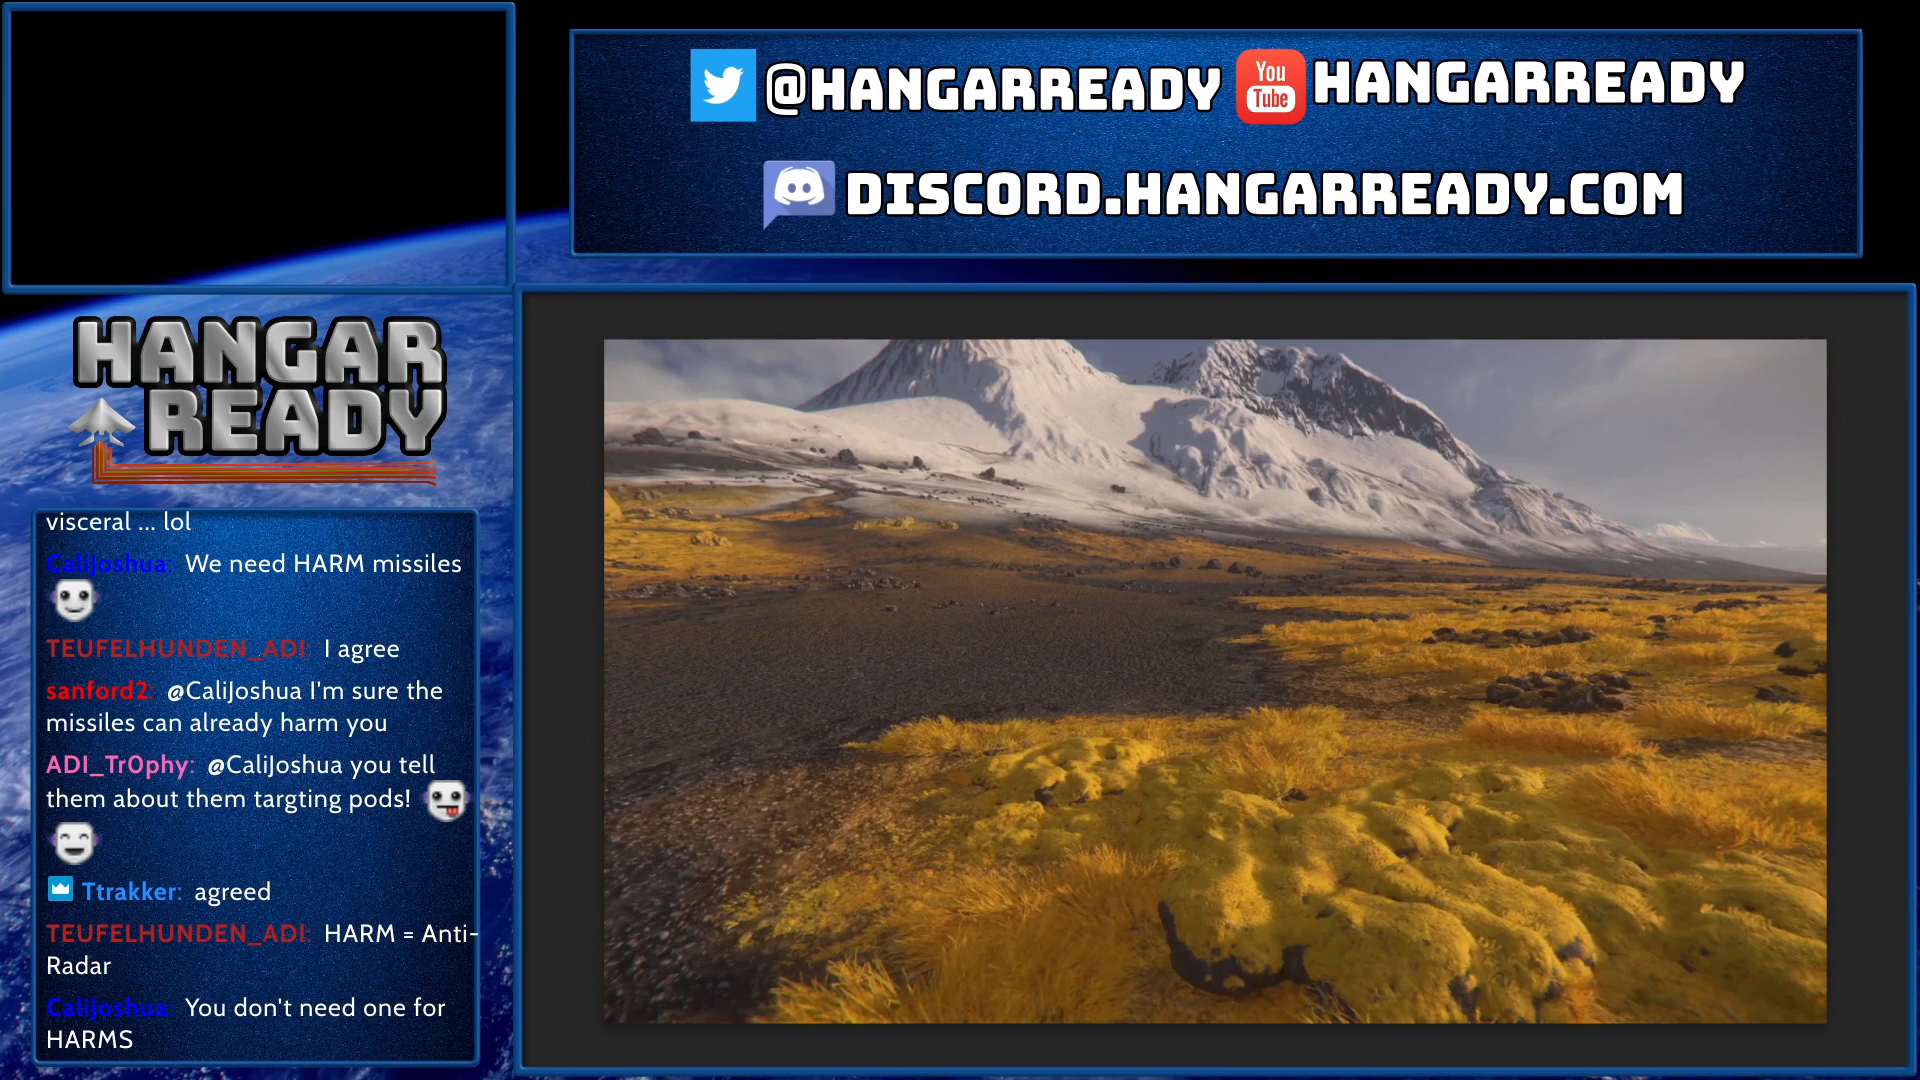 @HANGARREADY
You
Tube
HANGARREADY
DISCORD.HANGARREADY.COM
HANGAR
READY
visceral ... lol
CaliJoshua: We need HARM missiles
TEUFELHUNDEN_ADI: I agree
sanford2: @CaliJoshua I'm sure the
missiles can already harm you
ADI_Tr0phy: @CaliJoshua you tell
them about them targting pods!
Ttrakker: agreed
TEUFELHUNDEN_ADI: HARM = Anti-
Radar
CaliJoshua: You don't need one for
HARMS